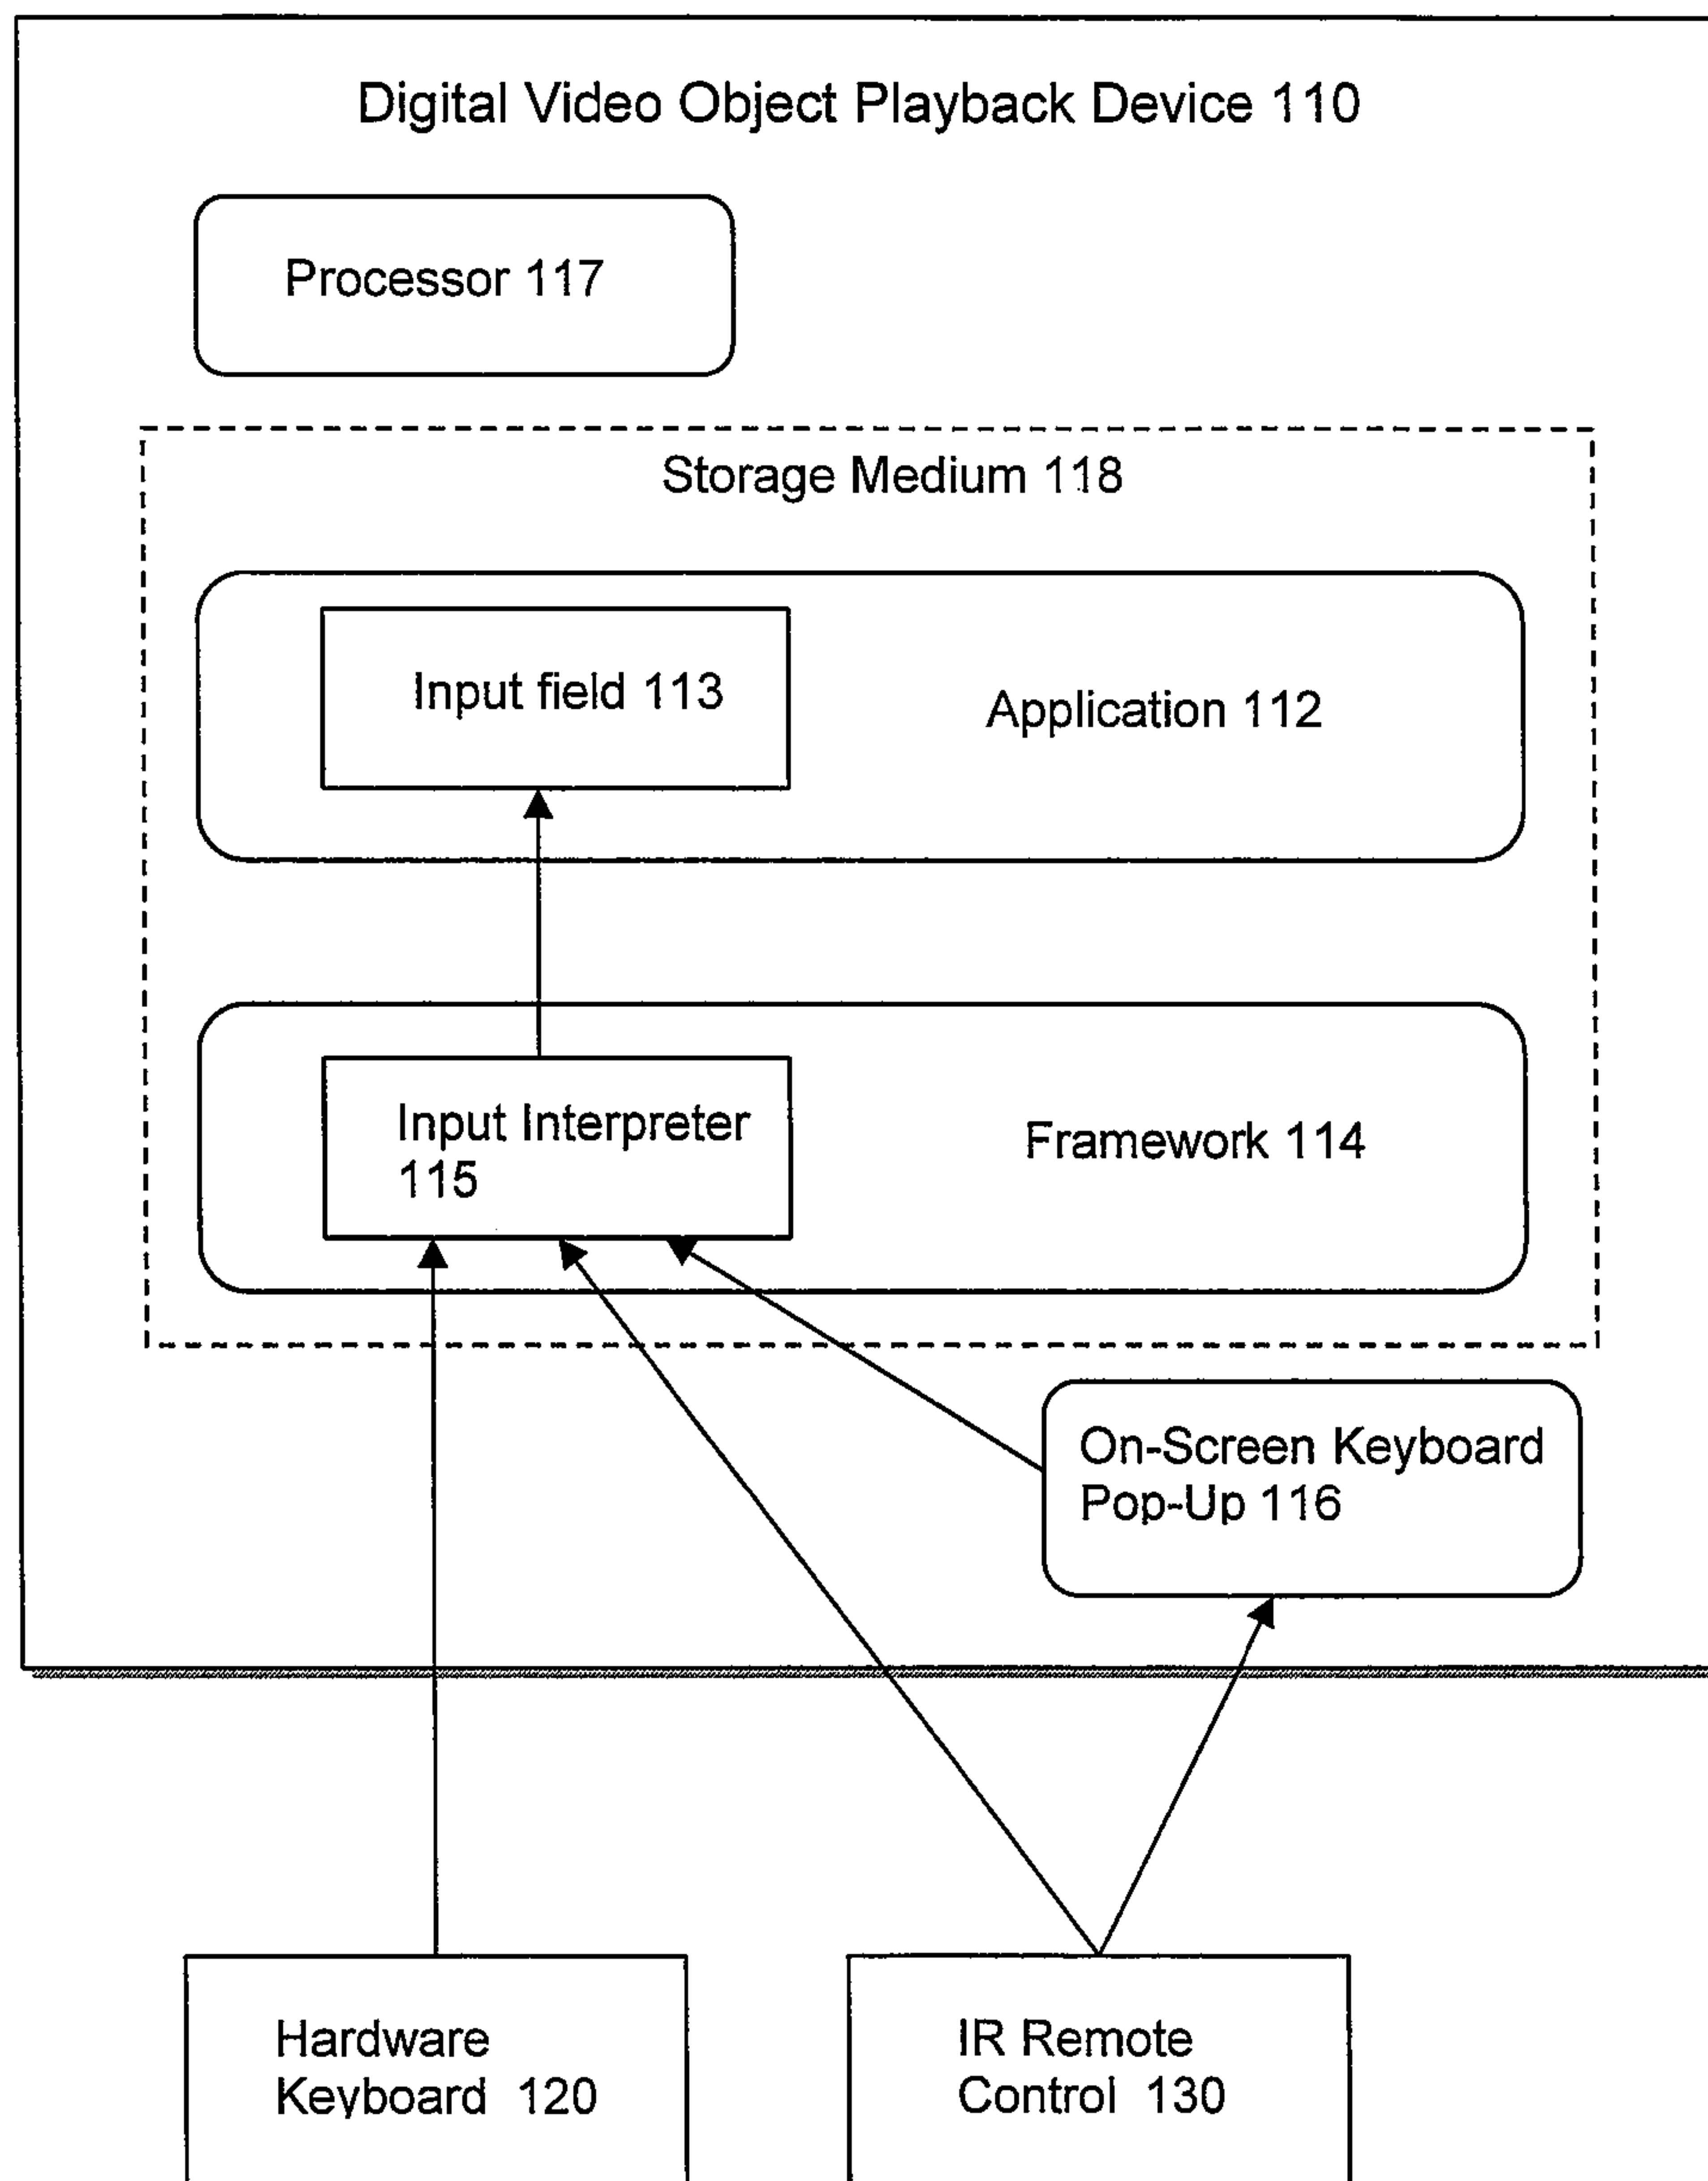 Digital Video Object Playback Device 110
Processor 117
Storage Medium 118
Input field 113
Application 112
Input Interpreter
115
Framework 114
On-Screen Keyboard
Pop-Up 116
Hardware
Keyboard 120
IR Remote
Control 130